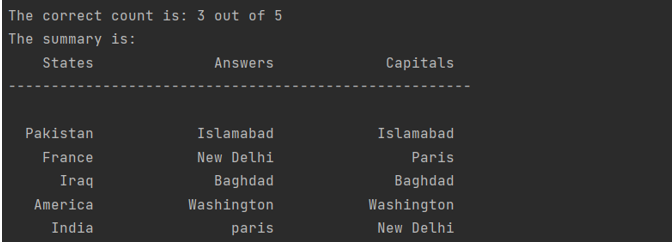 The correct count is: 3 out of 5
The summary is:
States Answers Capitals
------------------------------------------------------
Pakistan Islamabad Islamabad
France New Delhi Paris
Iraq Baghdad Baghdad
America Washington Washington
India paris New Delhi